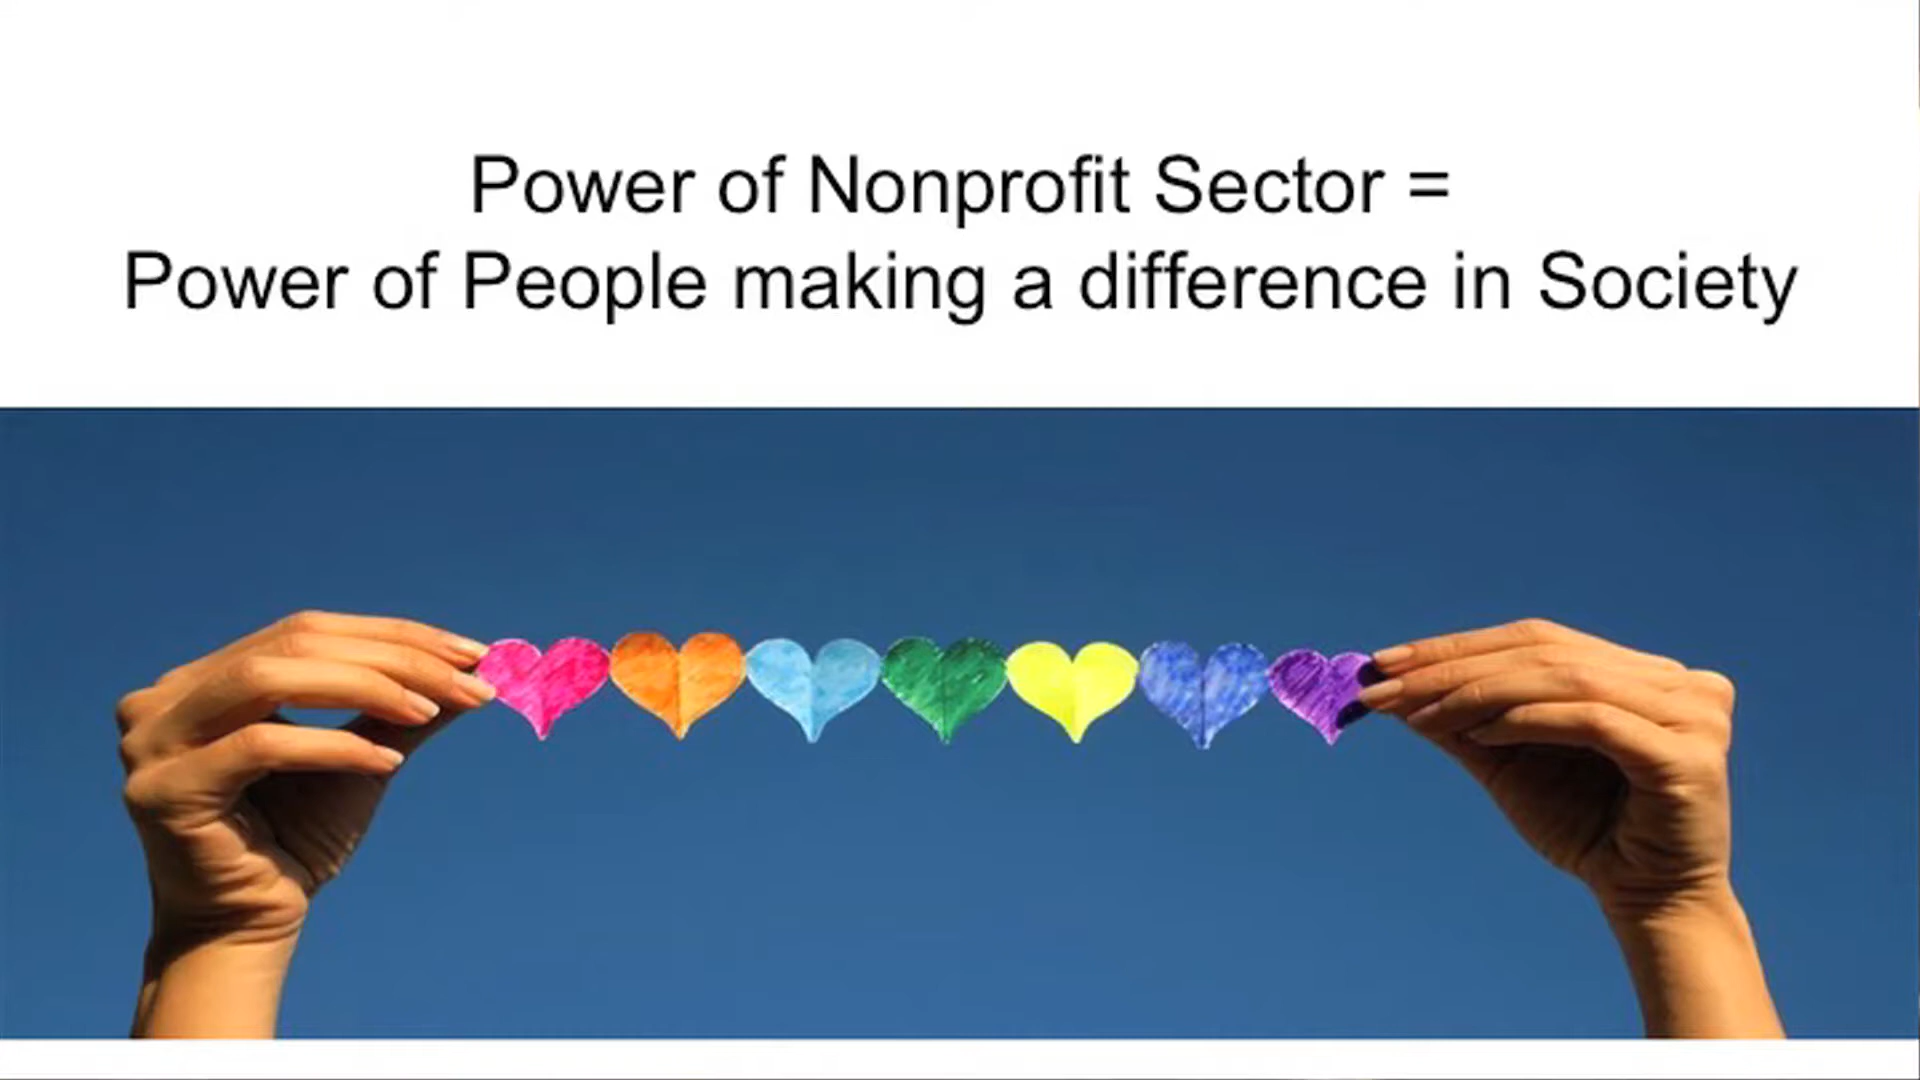 Power of Nonprofit Sector =
Power of People making a difference in Society